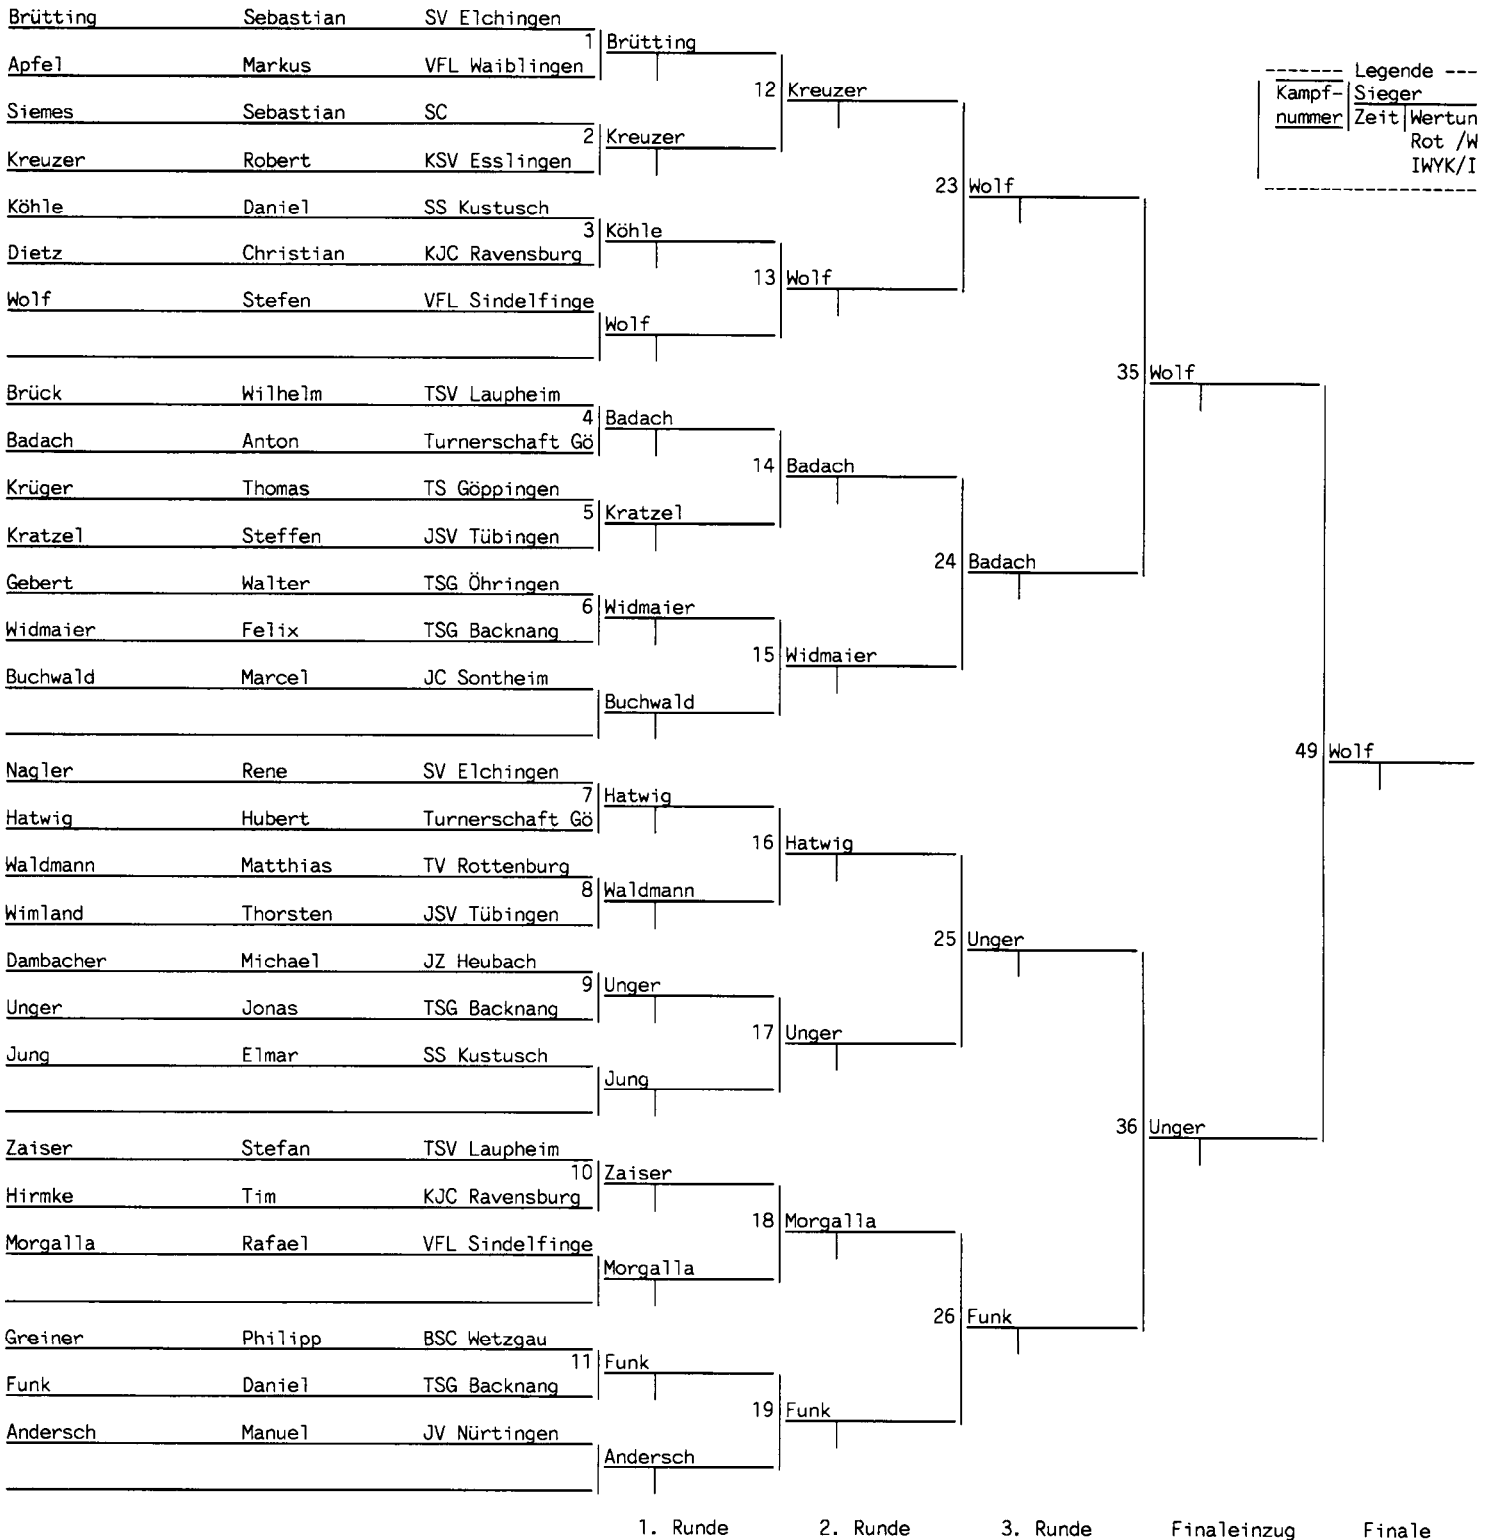 Brütting Sebastian SV Elchingen
1 Brütting
Apfel Markus VFL Waiblingen
------- Legende ---
12 Kreuzer
Kampf- Sieger
Siemes Sebastian SC
nummer Zeit Wertun
2 Kreuzer
Rot /W
Kreuzer Robert KSV Esslingen
IWYK/I
23 Wolf
Köhle Daniel SS Kustusch
3 Köhle
Dietz Christian KJC Ravensburg
13 Wolf
Wolf Stefen VFL Sindelfinge
Wolf
35 Wolf
Brück Wilhelm TSV Laupheim
4 Badach
Badach Anton Turnerschaft Gö
14 Badach
Krüger Thomas TS Göppingen
5 Kratzel
Kratzel Steffen JSV Tübingen
24 Badach
Gebert Walter TSG Öhringen
6 Widmaier
Widmaier Felix TSG Backnang
15 Widmaier
Buchwald Marcel JC Sontheim
Buchwald
49 Wolf
Nagler Rene SV Elchingen
7 Hatwig
Hatwig Hubert Turnerschaft Gö
16 Hatwig
Waldmann Matthias TV Rottenburg
8 Waldmann
Wimland Thorsten JSV Tübingen
25 Unger
Dambacher Michael JZ Heubach
9 Unger
Unger Jonas TSG Backnang
17 Unger
Jung Elmar SS Kustusch
Jung
36 Unger
Zaiser Stefan TSV Laupheim
10 Zaiser
Hirmke Tim KJC Ravensburg
18 Morgalla
Morgalla Rafael VFL Sindelfinge
Morgalla
26 Funk
Greiner Philipp BSC Wetzgau
11 Funk
Funk Daniel TSG Backnang
19 Funk
Andersch Manuel JV Nürtingen
Andersch
1. Runde 2. Runde 3. Runde Finaleinzug Finale